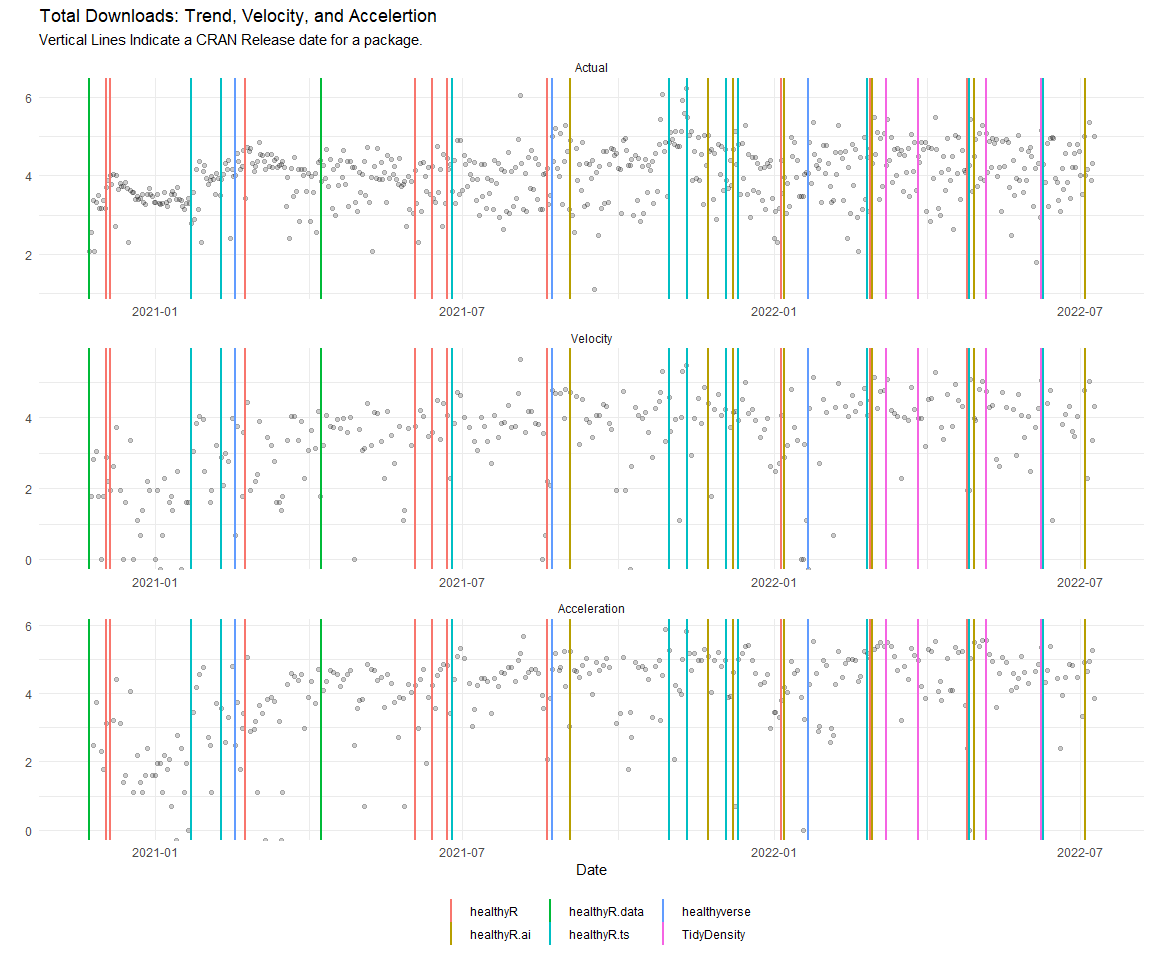 Total Downloads: Trend, Velocity, and Accelertion
Vertical Lines Indicate a CRAN Release date for a package.
Actual
6
4
2
2021-01 2021-07 2022-01 2022-07
Velocity
4
2
0
2021-01 2021-07 2022-01 2022-07
Acceleration
6
4
2
0
2021-01 2021-07 2022-01 2022-07
Date
healthyR healthyR.data healthyverse
healthyR.ai healthyR.ts TidyDensity